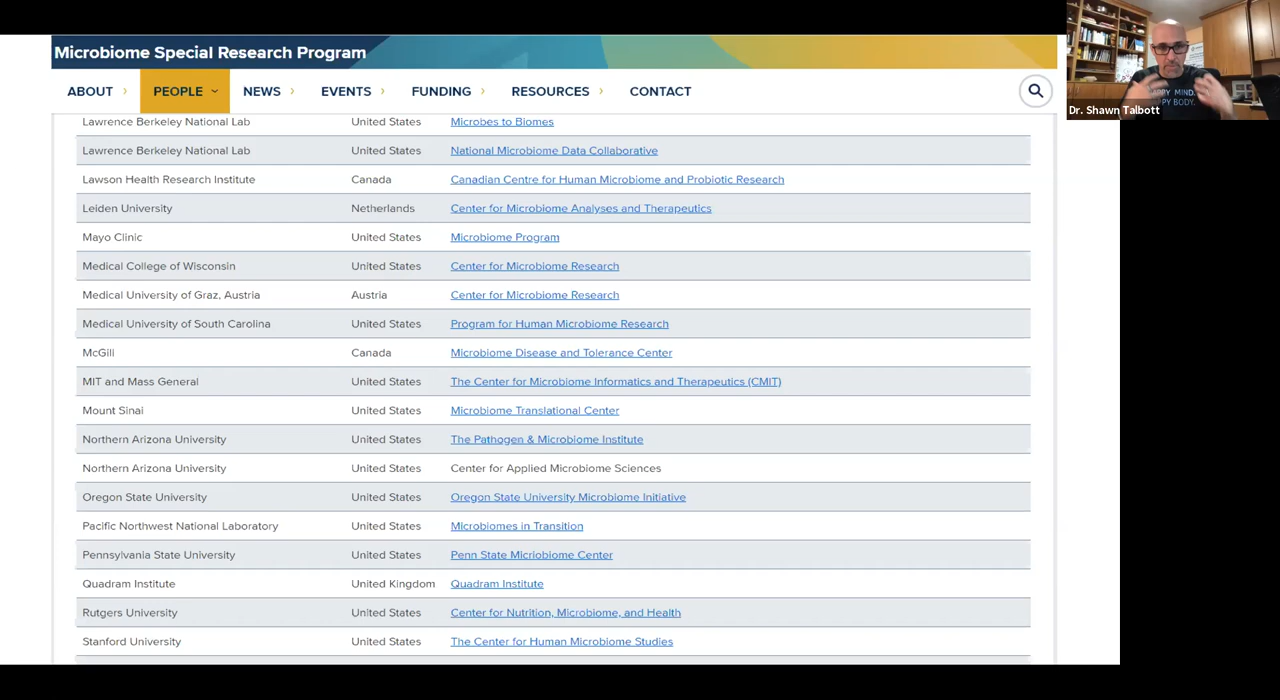 Microbiome Special Research Program
ABOUT PEOPLE NEWS EVENTS FUNDING RESOURCES CONTACT
Lawrence Berkeley National Lab United States Microbes to Biomes
Lawrence Berkeley National Lab United States National Microbiome Data Collaborative
Lawson Health Research Institute Canada Canadian Centre for Human Microbiome and Probiotic Research
Leiden University Netherlands Center for Microbiome Analyses and Therapeutics
Mayo Clinic United States Microbiome Program
Medical College of Wisconsin United States Center for Microbiome Research
Medical University of Graz, Austria Austria Center for Microbiome Research
Medical University of South Carolina United States Program for Human Microbiome Research
McGill Canada Microbiome Disease and Tolerance Center
MIT and Mass General United States The Center for Microbiome Informatics and Therapeutics (CMIT)
Mount Sinai United States Microbiome Translational Center
Northern Arizona University United States The Pathogen & Microbiome Institute
Northern Arizona University United States Center for Applied Microbiome Sciences
Oregon State University United States Oregon State University Microbiome Initiative
Pacific Northwest National Laboratory United States Microbiomes in Transition
Pennsylvania State University United States Penn State Micriobiome Center
Quadram Institute United Kingdom Quadram Institute
Rutgers University United States Center for Nutrition, Microbiome, and Health
Stanford University United States The Center for Human Microbiome Studies
MIND.
BODY.
Dr. Shawn Talbott